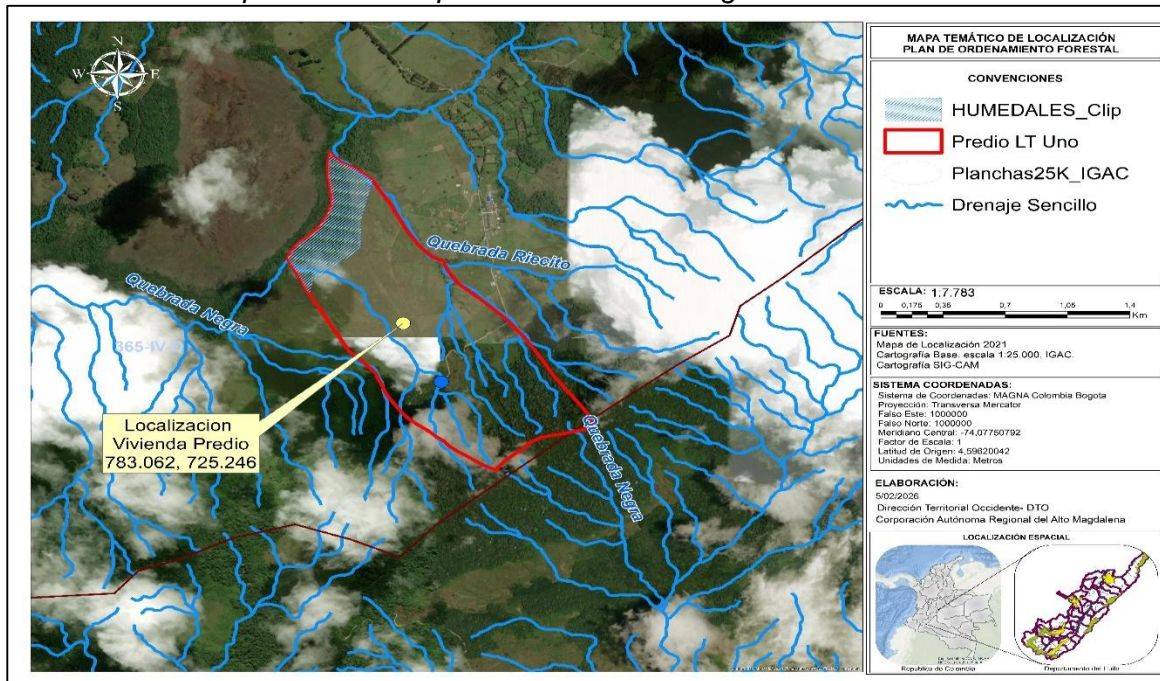 N
W E
S
Quebrada Riecito
Quebrada Negra
365-IV-
Localizacion
Vivienda Predio
783.062, 725.246
Quebrada Negra
MAPA TEMÁTICO DE LOCALIZACIÓN
PLAN DE ORDENAMIENTO FORESTAL
CONVENCIONES
HUMEDALES_Clip
Predio LT Uno
Planchas25K_IGAC
Drenaje Sencillo
ESCALA: 1:7.783
0 0,175 0,35 0,7 1,05 1,4
Km
FUENTES:
Mapa de Localización 2021
Cartografía Base, escala 1:25.000, IGAC.
Cartografía SIG-CAM
SISTEMA COORDENADAS:
Sistema de Coordenadas: MAGNA Colombia Bogota
Proyección: Transversa Mercator
Falso Este: 1000000
Falso Norte: 1000000
Meridiano Central: -74,07750792
Factor de Escala: 1
Latitud de Origen: 4,59620042
Unidades de Medida: Metros
ELABORACIÓN:
5/02/2026
Dirección Territorial Occidente- DTO
Corporación Autónoma Regional del Alto Magdalena
LOCALIZACIÓN ESPACIAL
Republica de Colombia
Departamento del Huila